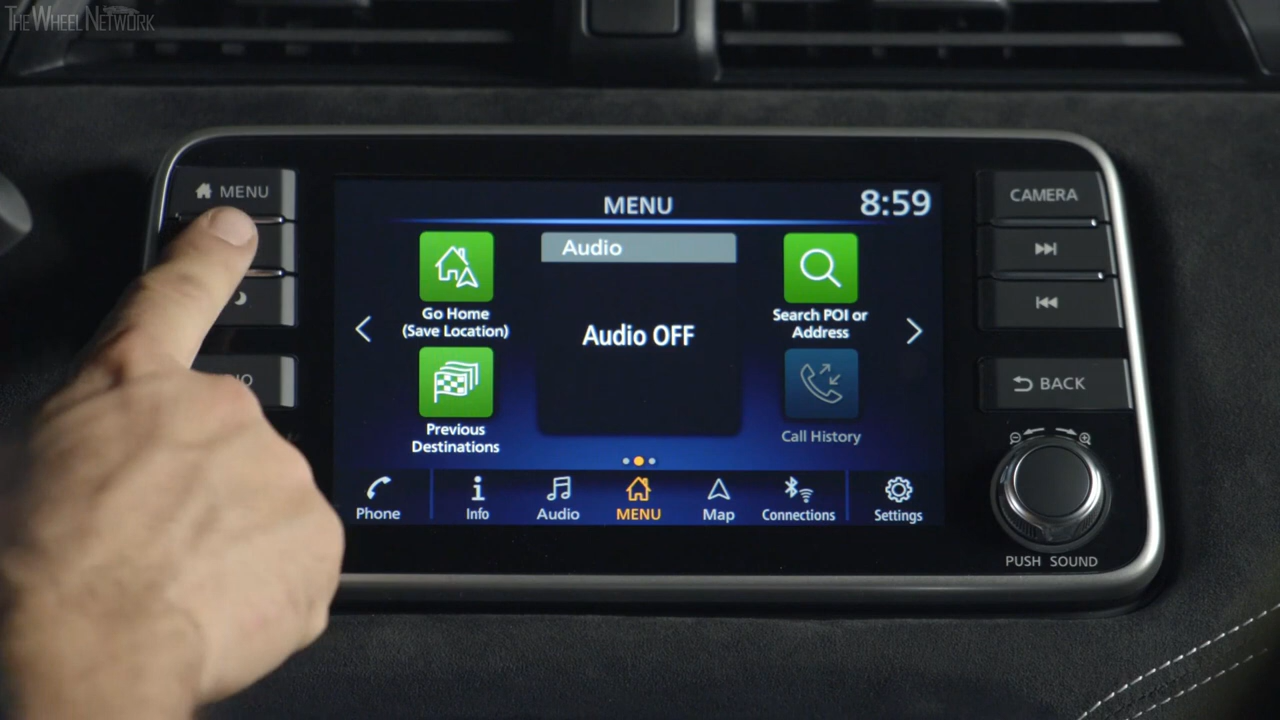 THE WHEEL NETWORK
MENU
MENU
8:59
CAMERA
Audio
Go Home
(Save Location)
Audio OFF
Search POI or
Address
Previous
Destinations
Call History
BACK
Phone
Info
Audio
MENU
Map
Connections
Settings
PUSH SOUND